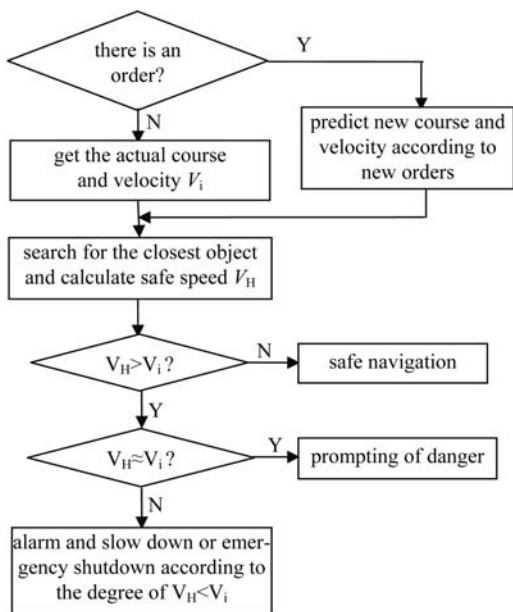 there is an
order?
Y
N
predict new course and
velocity according to
new orders
get the actual course
and velocity Vi
search for the closest object
and calculate safe speed VH
VH>Vi?
N
safe navigation
Y
VH≈Vi?
Y
prompting of danger
N
alarm and slow down or emer-
gency shutdown according to
the degree of VH<Vi